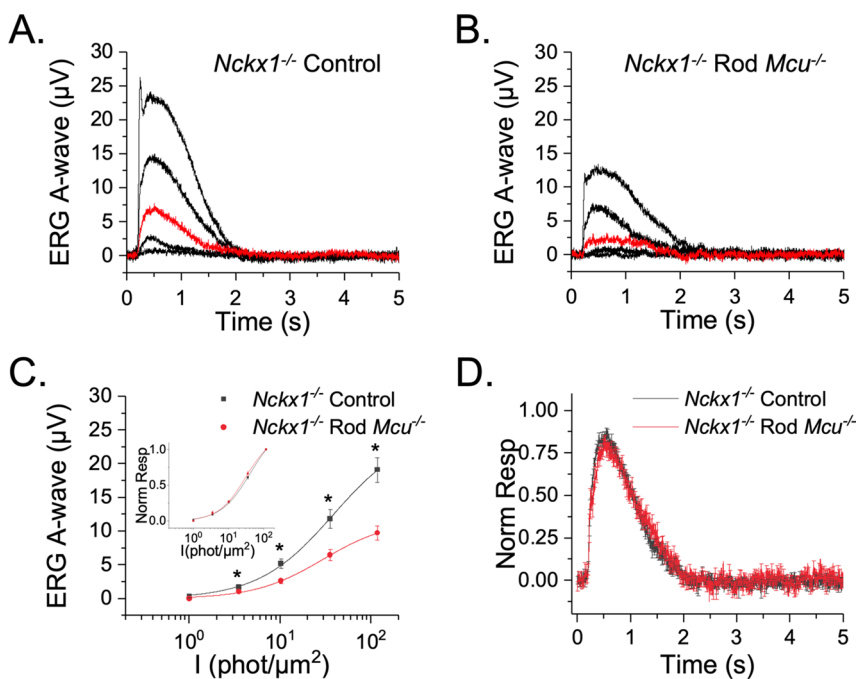 A.
Nckx1-/- Control
ERG A-wave (µV)
30
25
20
15
10
5
0
0 1 2 3 4 5
Time (s)
B.
Nckx1-/- Rod Mcu-/-
ERG A-wave (µV)
30
25
20
15
10
5
0
0 1 2 3 4 5
Time (s)
C.
Nckx1-/- Control
Nckx1-/- Rod Mcu-/-
ERG A-wave (µV)
30
25
20
15
10
5
0
Norm Resp
1.0
0.5
0.0
10⁰ 10¹ 10²
I(phot/µm²)
* * * *
10⁰ 10¹ 10²
I (phot/µm²)
D.
Nckx1-/- Control
Nckx1-/- Rod Mcu-/-
Norm Resp
1.00
0.75
0.50
0.25
0.00
0 1 2 3 4 5
Time (s)